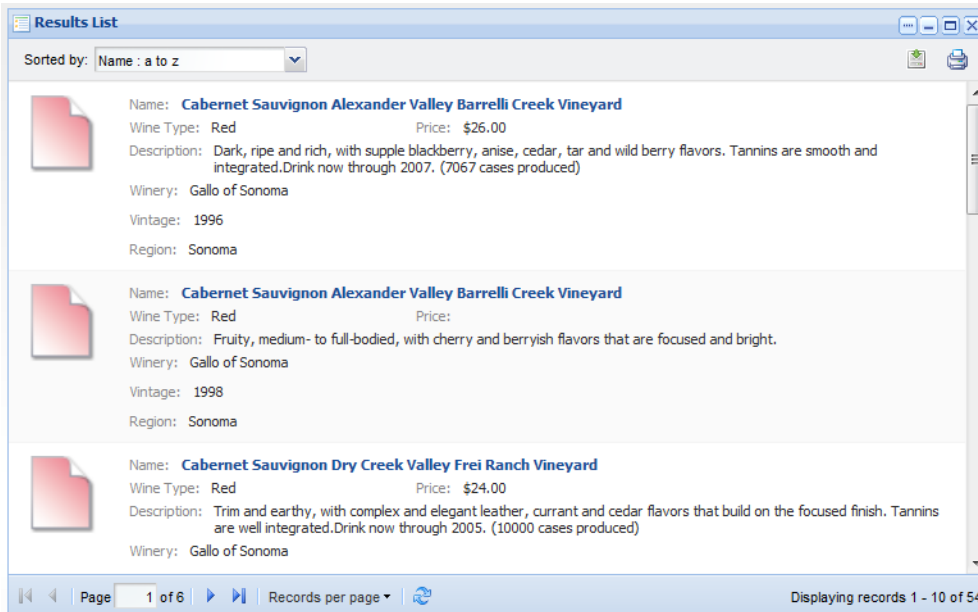 Results List
Sorted by: Name : a to z
Name: Cabernet Sauvignon Alexander Valley Barrelli Creek Vineyard
Wine Type: Red Price: $26.00
Description: Dark, ripe and rich, with supple blackberry, anise, cedar, tar and wild berry flavors. Tannins are smooth and
integrated.Drink now through 2007. (7067 cases produced)
Winery: Gallo of Sonoma
Vintage: 1996
Region: Sonoma
Name: Cabernet Sauvignon Alexander Valley Barrelli Creek Vineyard
Wine Type: Red Price:
Description: Fruity, medium- to full-bodied, with cherry and berryish flavors that are focused and bright.
Winery: Gallo of Sonoma
Vintage: 1998
Region: Sonoma
Name: Cabernet Sauvignon Dry Creek Valley Frei Ranch Vineyard
Wine Type: Red Price: $24.00
Description: Trim and earthy, with complex and elegant leather, currant and cedar flavors that build on the focused finish. Tannins
are well integrated.Drink now through 2005. (10000 cases produced)
Winery: Gallo of Sonoma
Page 1 of 6 Records per page Displaying records 1 - 10 of 54